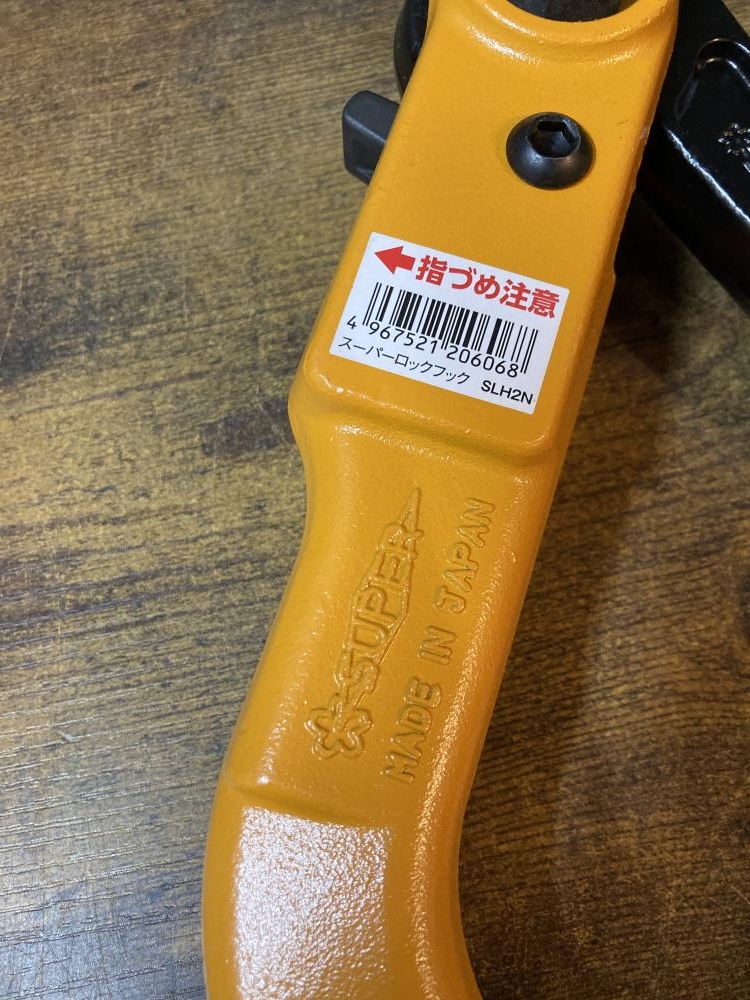 指づめ注意
4 967521 206068
スーパーロックフック SLH2N
SUPER
MADE IN JAPAN